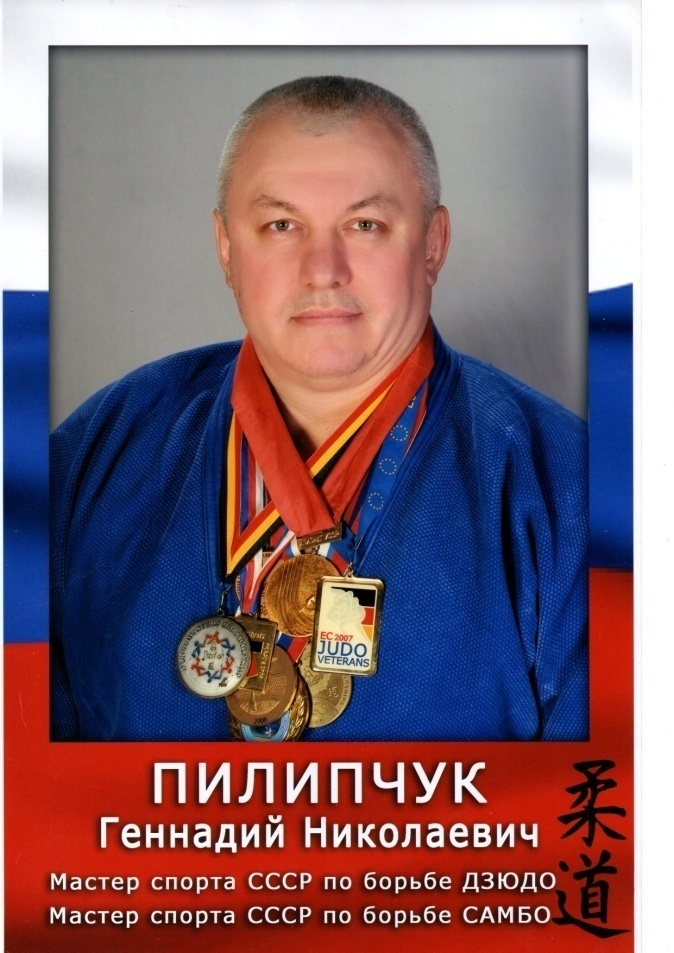 EC 2007
JUDO
VETERANS
2006
ПИЛИПЧУК
Геннадий Николаевич
Мастер спорта СССР по борьбе ДЗЮДО
Мастер спорта СССР по борьбе САМБО
柔道